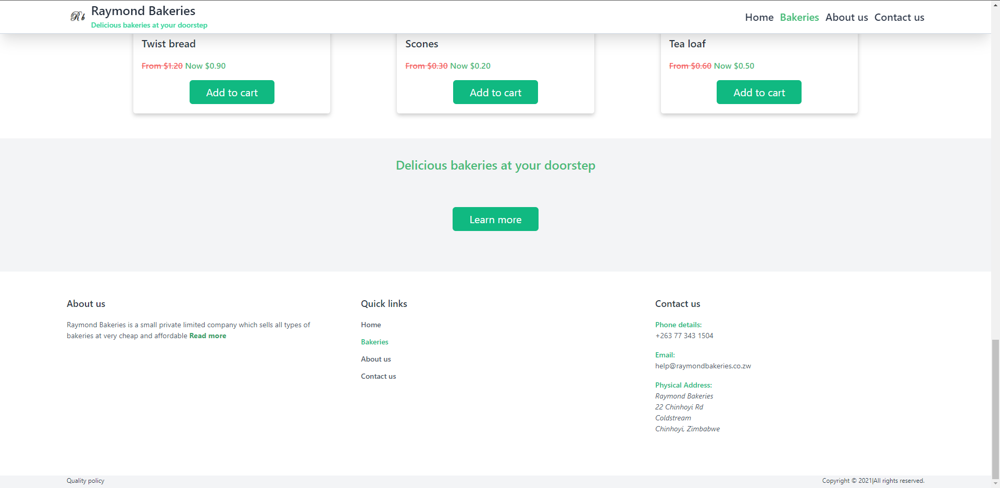 Rb
Raymond Bakeries
Delicious bakeries at your doorstep
Home Bakeries About us Contact us
Twist bread
From $1.20 Now $0.90
Add to cart
Scones
From $0.30 Now $0.20
Add to cart
Tea loaf
From $0.60 Now $0.50
Add to cart
Delicious bakeries at your doorstep
Learn more
About us
Raymond Bakeries is a small private limited company which sells all types of
bakeries at very cheap and affordable Read more
Quick links
Home
Bakeries
About us
Contact us
Contact us
Phone details:
+263 77 343 1504
Email:
help@raymondbakeries.co.zw
Physical Address:
Raymond Bakeries
22 Chinhoyi Rd
Coldstream
Chinhoyi, Zimbabwe
Quality policy
Copyright © 2021|All rights reserved.